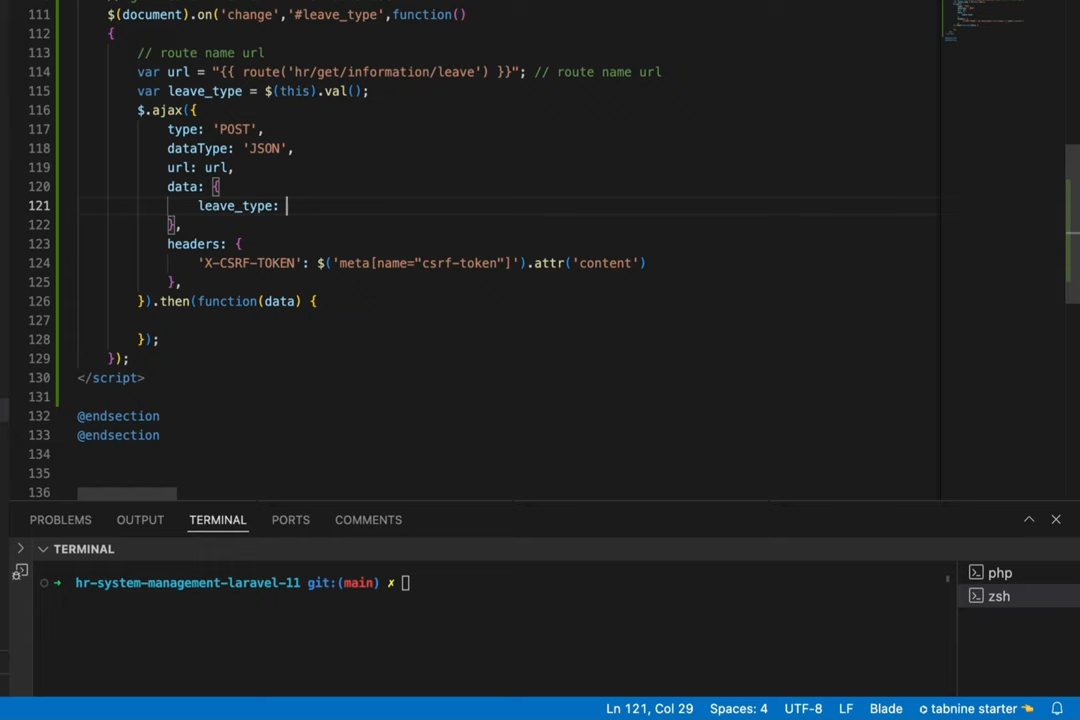 111 $(document).on('change','#leave_type',function()
112 {
113 // route name url
114 var url = "{{ route('hr/get/information/leave') }}"; // route name url
115 var leave_type = $(this).val();
116 $.ajax({
117 type: 'POST',
118 dataType: 'JSON',
119 url: url,
120 data: {
121 leave_type:
122 },
123 headers: {
124 'X-CSRF-TOKEN': $('meta[name="csrf-token"]').attr('content')
125 },
126 }).then(function(data) {
127
128 });
129 });
130 </script>
131
132 @endsection
133 @endsection
134
135
136
PROBLEMS OUTPUT TERMINAL PORTS COMMENTS
TERMINAL
hr-system-management-laravel-11 git:(main) ✗
php
zsh
Ln 121, Col 29 Spaces: 4 UTF-8 LF Blade tabnine starter 👈